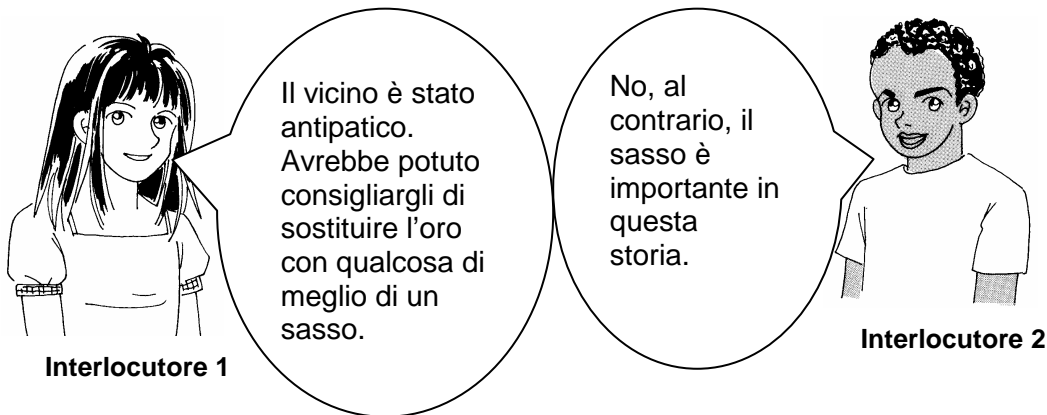 Il vicino è stato
antipatico.
Avrebbe potuto
consigliargli di
sostituire l’oro
con qualcosa di
meglio di un
sasso.
No, al
contrario, il
sasso è
importante in
questa
storia.
Interlocutore 1
Interlocutore 2